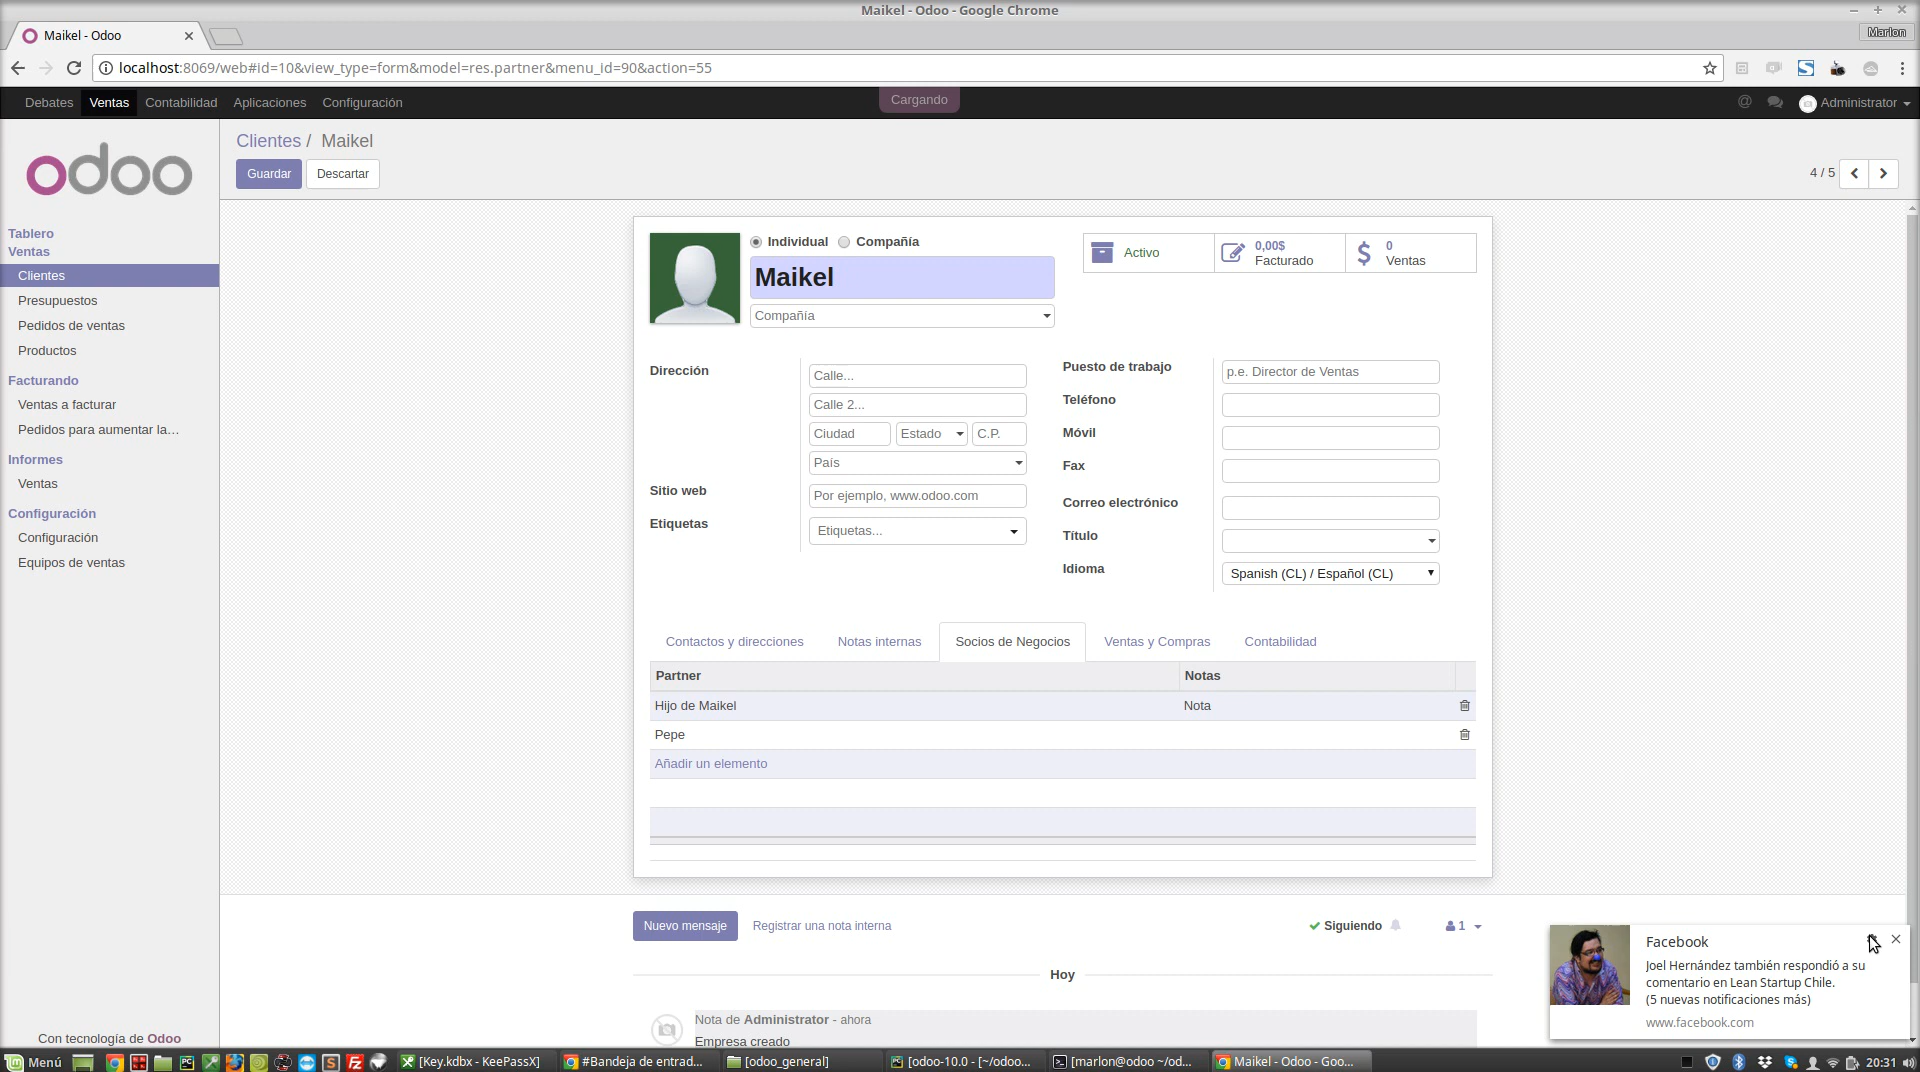 Maikel - Odoo - Google Chrome
Maikel - Odoo
Marlon
localhost:8069/web#id=10&view_type=form&model=res.partner&menu_id=90&action=55
Debates Ventas Contabilidad Aplicaciones Configuración
Cargando
@ Administrator
odoo
Clientes / Maikel
Guardar Descartar
4 / 5
Tablero
Ventas
Clientes
Presupuestos
Pedidos de ventas
Productos
Facturando
Ventas a facturar
Pedidos para aumentar la...
Informes
Ventas
Configuración
Configuración
Equipos de ventas
Con tecnología de Odoo
Individual Compañía
Maikel
Compañía
Activo
0,00$
Facturado
$ 0
Ventas
Dirección
Calle...
Calle 2...
Ciudad Estado C.P.
País
Sitio web Por ejemplo, www.odoo.com
Etiquetas Etiquetas...
Puesto de trabajo p.e. Director de Ventas
Teléfono
Móvil
Fax
Correo electrónico
Título
Idioma Spanish (CL) / Español (CL)
Contactos y direcciones Notas internas Socios de Negocios Ventas y Compras Contabilidad
Partner Notas
Hijo de Maikel Nota
Pepe
Añadir un elemento
Nuevo mensaje Registrar una nota interna
Siguiendo 1
Hoy
Nota de Administrator - ahora
Empresa creado
Facebook
Joel Hernández también respondió a su
comentario en Lean Startup Chile.
(5 nuevas notificaciones más)
www.facebook.com
Menú [Key.kdbx - KeePassX] #Bandeja de entrad... [odoo_general] [odoo-10.0 - [~/odoo... [marlon@odoo ~/od... Maikel - Odoo - Goo... 20:31